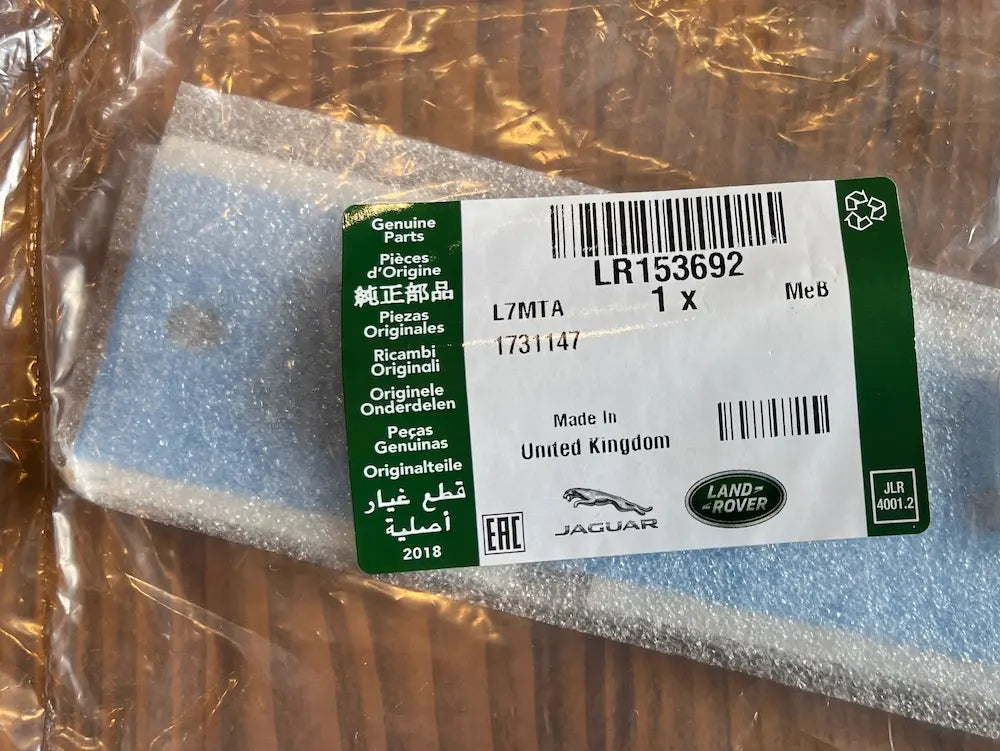 Genuine
Parts
Pièces
d'Origine
純正部品
Piezas
Originales
Ricambi
Originali
Originele
Onderdelen
Peças
Genuinas
Originalteile
قطع غيار
أصلية
2018
LR153692
1 x
MeB
L7MTA
1731147
Made In
United Kingdom
EAC
JAGUAR
LAND-
-ROVER
JLR
4001.2